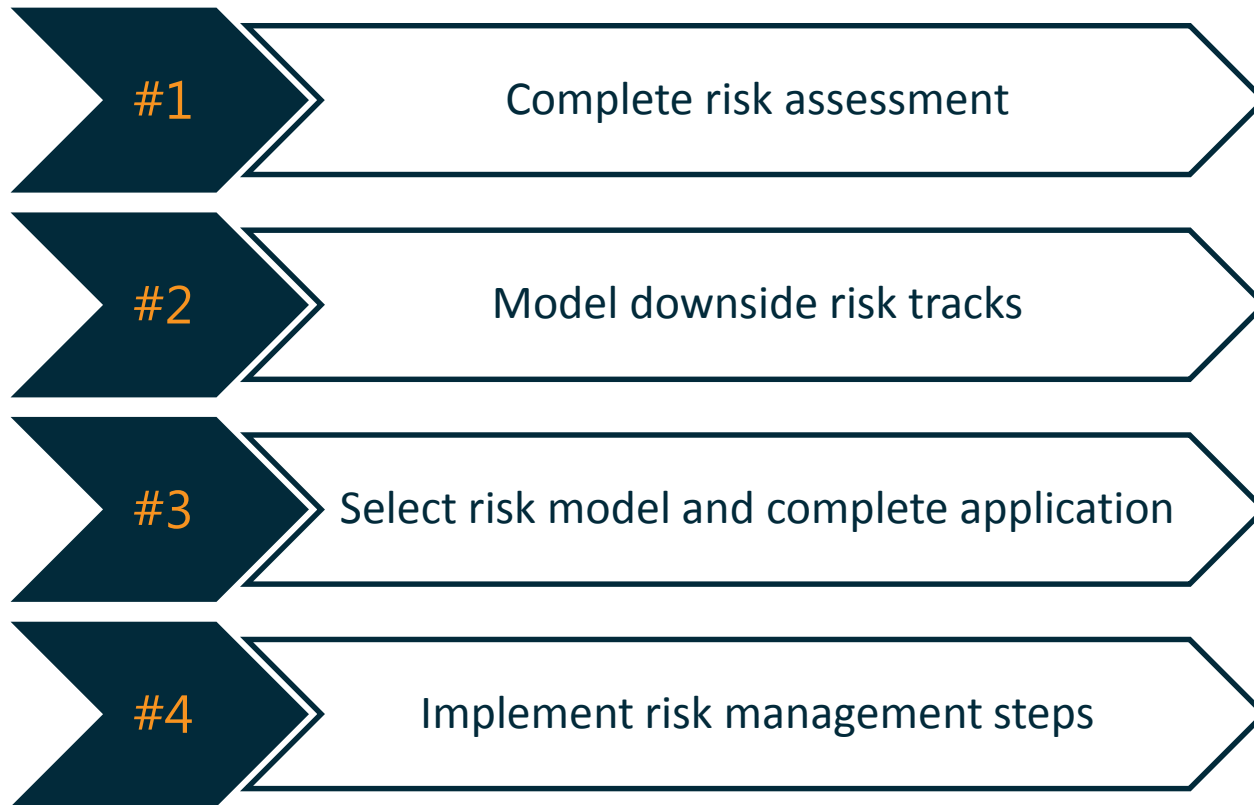 #1
Complete risk assessment
#2
Model downside risk tracks
#3
Select risk model and complete application
#4
Implement risk management steps